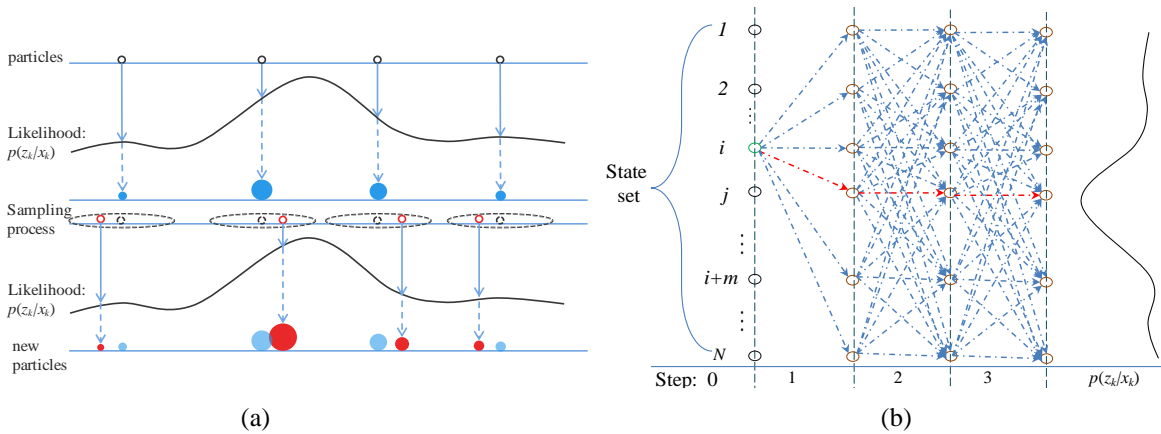 particles
Likelihood:
p(z_k/x_k)
Sampling
process
Likelihood:
p(z_k/x_k)
new
particles
(a)
1
2
⋮
i
State
set
j
⋮
i+m
⋮
N
Step: 0 1 2 3 p(z_k/x_k)
(b)